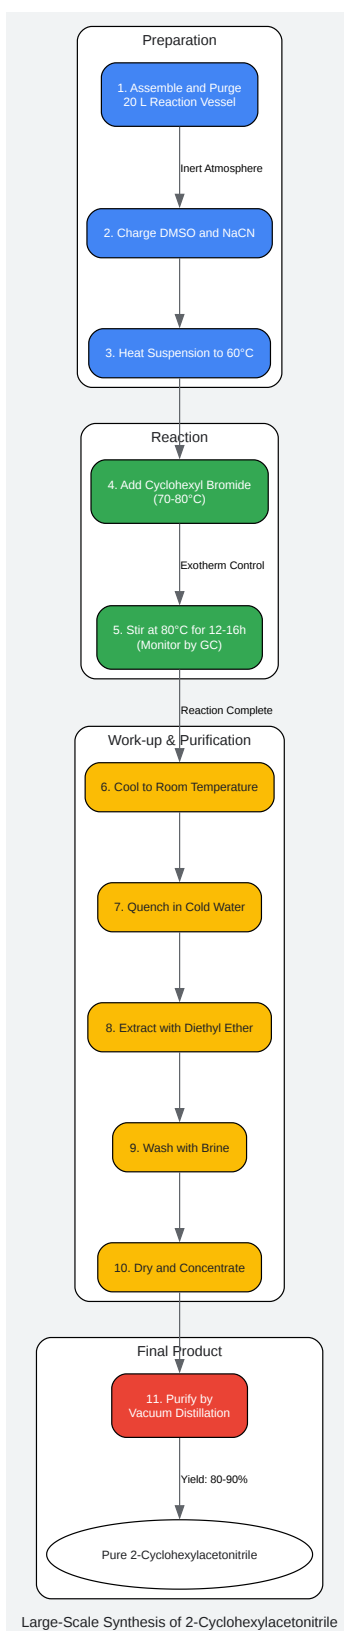 Preparation
1. Assemble and Purge
20 L Reaction Vessel
Inert Atmosphere
2. Charge DMSO and NaCN
3. Heat Suspension to 60°C
Reaction
4. Add Cyclohexyl Bromide
(70-80°C)
Exotherm Control
5. Stir at 80°C for 12-16h
(Monitor by GC)
Reaction Complete
Work-up & Purification
6. Cool to Room Temperature
7. Quench in Cold Water
8. Extract with Diethyl Ether
9. Wash with Brine
10. Dry and Concentrate
Final Product
11. Purify by
Vacuum Distillation
Yield: 80-90%
Pure 2-Cyclohexylacetonitrile
Large-Scale Synthesis of 2-Cyclohexylacetonitrile